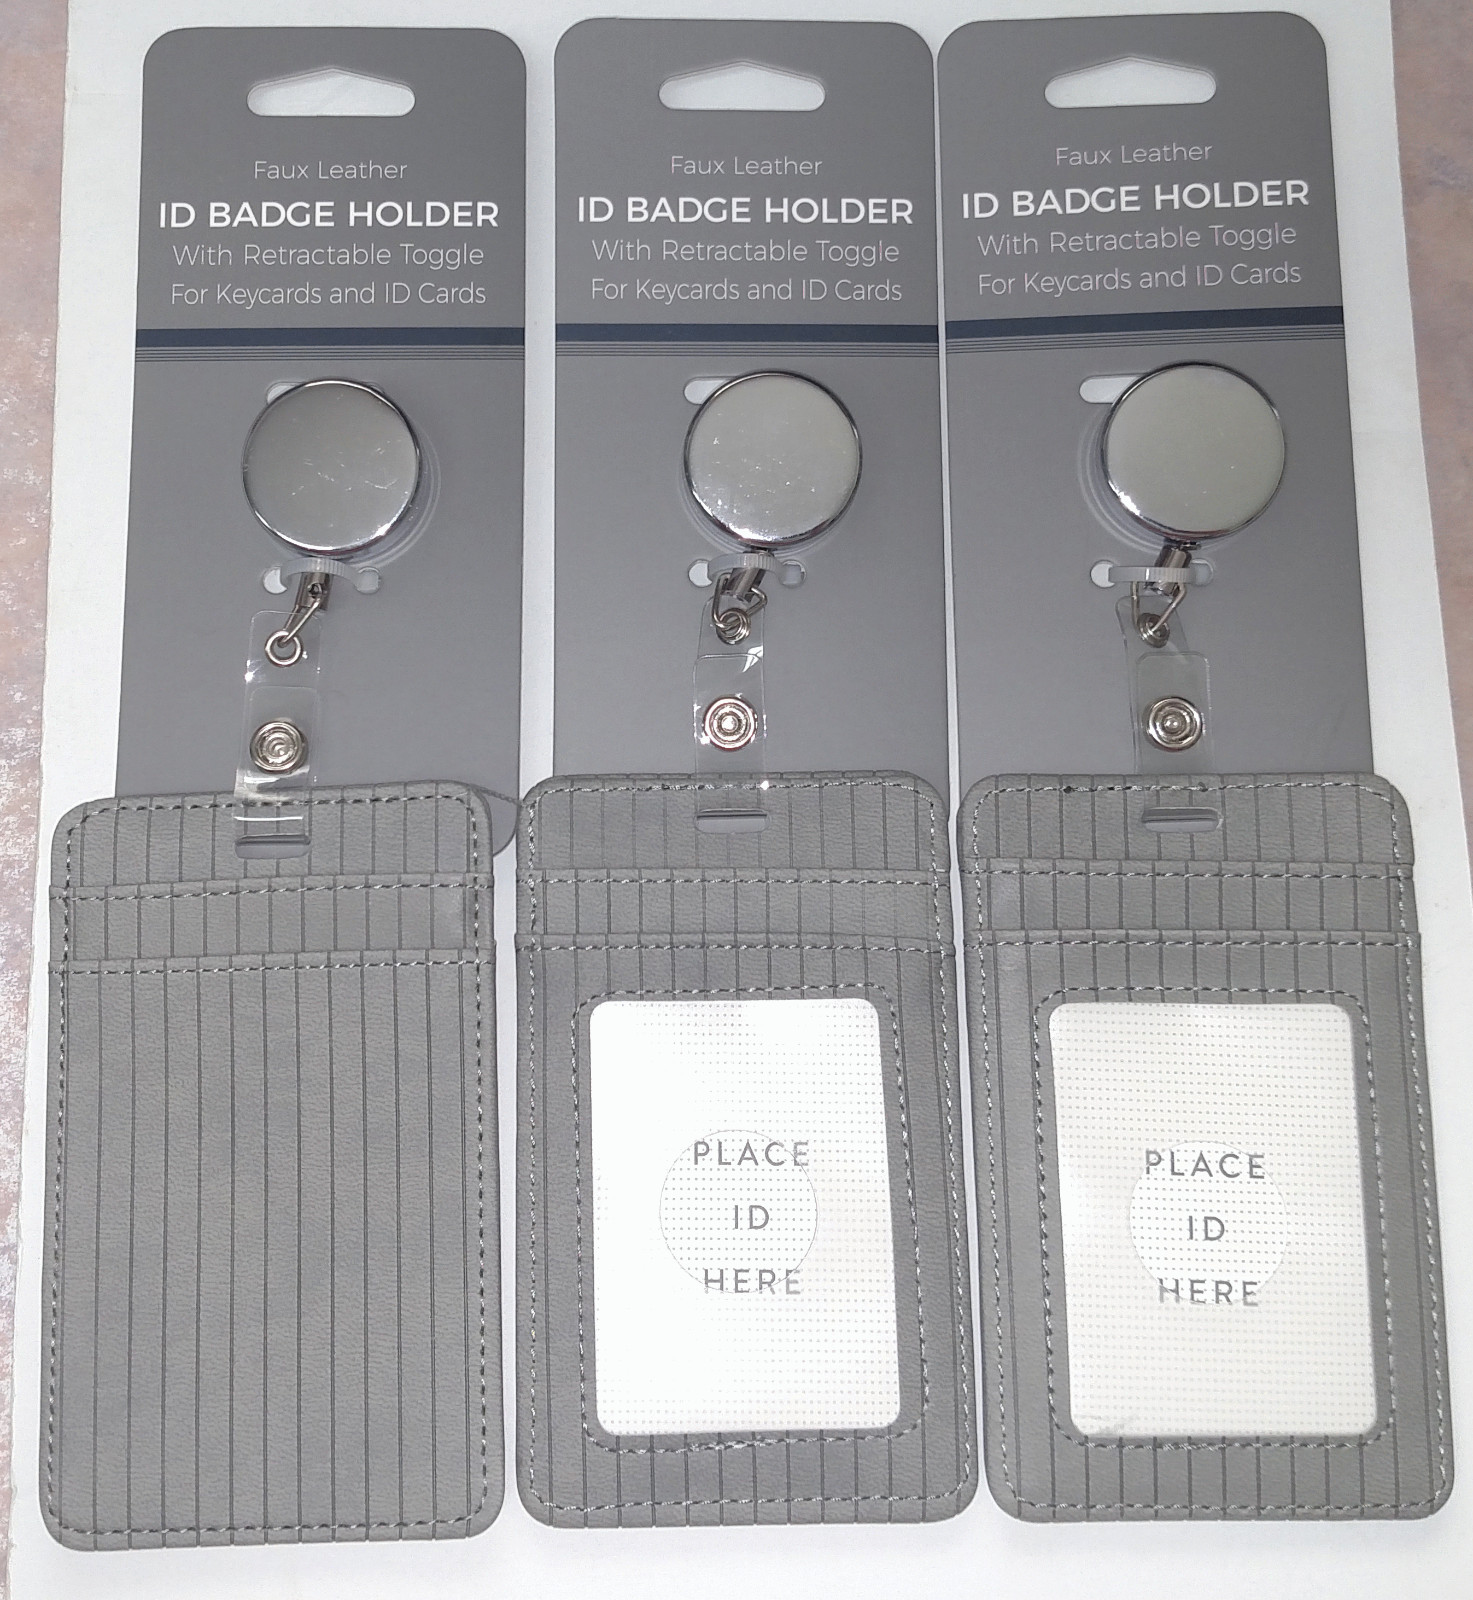 Faux Leather
ID BADGE HOLDER
With Retractable Toggle
For Keycards and ID Cards
Faux Leather
ID BADGE HOLDER
With Retractable Toggle
For Keycards and ID Cards
Faux Leather
ID BADGE HOLDER
With Retractable Toggle
For Keycards and ID Cards
PLACE
ID
HERE
PLACE
ID
HERE